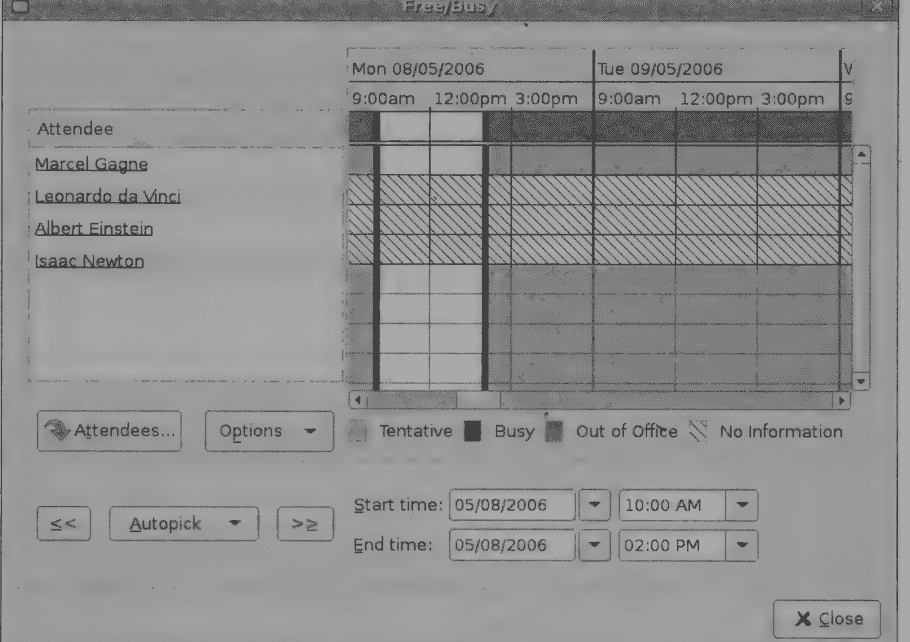 Free/Busy
Mon 08/05/2006 Tue 09/05/2006
9:00am 12:00pm 3:00pm 9:00am 12:00pm 3:00pm 9
Attendee
Marcel Gagne
Leonardo da Vinci
Albert Einstein
Isaac Newton
Attendees... Options Tentative Busy Out of Office No Information
Start time: 05/08/2006 10:00 AM
<< Autopick >>
End time: 05/08/2006 02:00 PM
Close